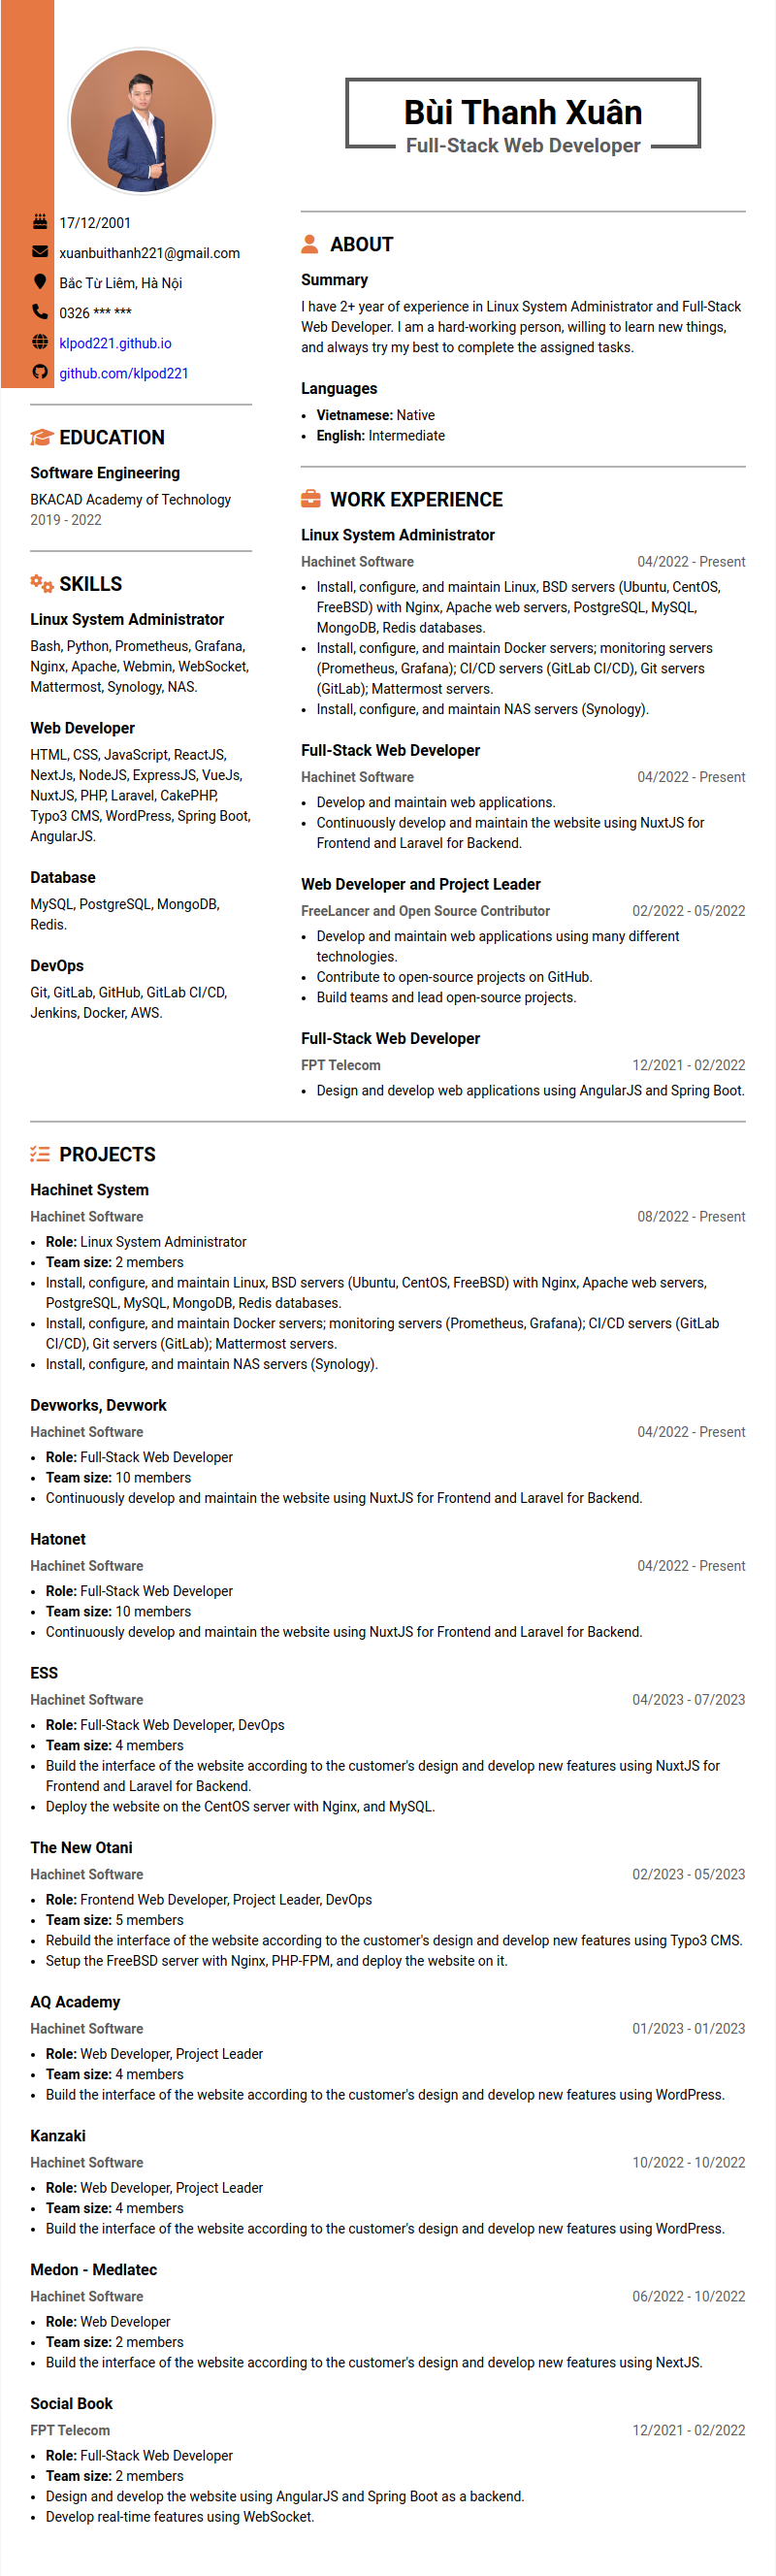 Bùi Thanh Xuân
Full-Stack Web Developer
17/12/2001
xuanbuithanh221@gmail.com
Bắc Từ Liêm, Hà Nội
0326 *** ***
klpod221.github.io
github.com/klpod221
EDUCATION
Software Engineering
BKACAD Academy of Technology
2019 - 2022
SKILLS
Linux System Administrator
Bash, Python, Prometheus, Grafana,
Nginx, Apache, Webmin, WebSocket,
Mattermost, Synology, NAS.
Web Developer
HTML, CSS, JavaScript, ReactJS,
NextJs, NodeJS, ExpressJS, VueJs,
NuxtJS, PHP, Laravel, CakePHP,
Typo3 CMS, WordPress, Spring Boot,
AngularJS.
Database
MySQL, PostgreSQL, MongoDB,
Redis.
DevOps
Git, GitLab, GitHub, GitLab CI/CD,
Jenkins, Docker, AWS.
ABOUT
Summary
I have 2+ year of experience in Linux System Administrator and Full-Stack
Web Developer. I am a hard-working person, willing to learn new things,
and always try my best to complete the assigned tasks.
Languages
• Vietnamese: Native
• English: Intermediate
WORK EXPERIENCE
Linux System Administrator
Hachinet Software 04/2022 - Present
• Install, configure, and maintain Linux, BSD servers (Ubuntu, CentOS,
FreeBSD) with Nginx, Apache web servers, PostgreSQL, MySQL,
MongoDB, Redis databases.
• Install, configure, and maintain Docker servers; monitoring servers
(Prometheus, Grafana); CI/CD servers (GitLab CI/CD), Git servers
(GitLab); Mattermost servers.
• Install, configure, and maintain NAS servers (Synology).
Full-Stack Web Developer
Hachinet Software 04/2022 - Present
• Develop and maintain web applications.
• Continuously develop and maintain the website using NuxtJS for
Frontend and Laravel for Backend.
Web Developer and Project Leader
FreeLancer and Open Source Contributor 02/2022 - 05/2022
• Develop and maintain web applications using many different
technologies.
• Contribute to open-source projects on GitHub.
• Build teams and lead open-source projects.
Full-Stack Web Developer
FPT Telecom 12/2021 - 02/2022
• Design and develop web applications using AngularJS and Spring Boot.
PROJECTS
Hachinet System
Hachinet Software 08/2022 - Present
• Role: Linux System Administrator
• Team size: 2 members
• Install, configure, and maintain Linux, BSD servers (Ubuntu, CentOS, FreeBSD) with Nginx, Apache web servers,
PostgreSQL, MySQL, MongoDB, Redis databases.
• Install, configure, and maintain Docker servers; monitoring servers (Prometheus, Grafana); CI/CD servers (GitLab
CI/CD), Git servers (GitLab); Mattermost servers.
• Install, configure, and maintain NAS servers (Synology).
Devworks, Devwork
Hachinet Software 04/2022 - Present
• Role: Full-Stack Web Developer
• Team size: 10 members
• Continuously develop and maintain the website using NuxtJS for Frontend and Laravel for Backend.
Hatonet
Hachinet Software 04/2022 - Present
• Role: Full-Stack Web Developer
• Team size: 10 members
• Continuously develop and maintain the website using NuxtJS for Frontend and Laravel for Backend.
ESS
Hachinet Software 04/2023 - 07/2023
• Role: Full-Stack Web Developer, DevOps
• Team size: 4 members
• Build the interface of the website according to the customer's design and develop new features using NuxtJS for
Frontend and Laravel for Backend.
• Deploy the website on the CentOS server with Nginx, and MySQL.
The New Otani
Hachinet Software 02/2023 - 05/2023
• Role: Frontend Web Developer, Project Leader, DevOps
• Team size: 5 members
• Rebuild the interface of the website according to the customer's design and develop new features using Typo3 CMS.
• Setup the FreeBSD server with Nginx, PHP-FPM, and deploy the website on it.
AQ Academy
Hachinet Software 01/2023 - 01/2023
• Role: Web Developer, Project Leader
• Team size: 4 members
• Build the interface of the website according to the customer's design and develop new features using WordPress.
Kanzaki
Hachinet Software 10/2022 - 10/2022
• Role: Web Developer, Project Leader
• Team size: 4 members
• Build the interface of the website according to the customer's design and develop new features using WordPress.
Medon - Medlatec
Hachinet Software 06/2022 - 10/2022
• Role: Web Developer
• Team size: 2 members
• Build the interface of the website according to the customer's design and develop new features using NextJS.
Social Book
FPT Telecom 12/2021 - 02/2022
• Role: Full-Stack Web Developer
• Team size: 2 members
• Design and develop the website using AngularJS and Spring Boot as a backend.
• Develop real-time features using WebSocket.